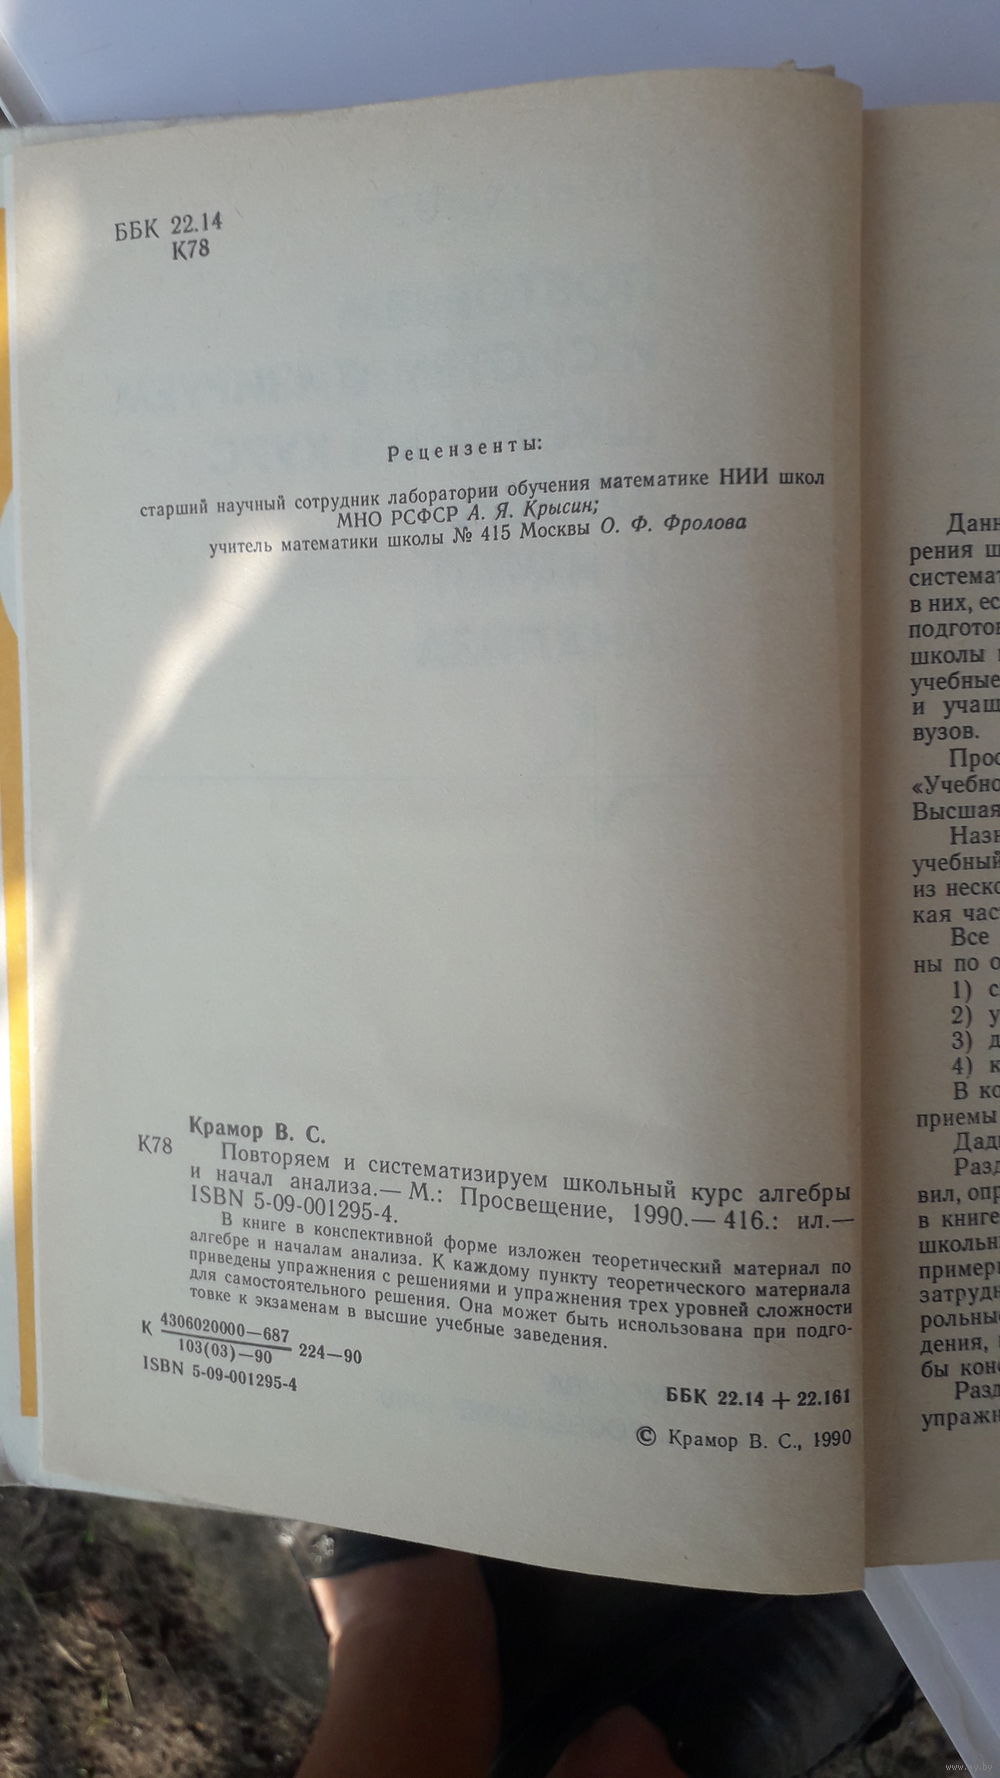 ББК 22.14
К78
Рецензенты:
старший научный сотрудник лаборатории обучения математике НИИ школ
МНО РСФСР А. Я. Крысин;
учитель математики школы № 415 Москвы О. Ф. Фролова
Крамор В. С.
К78 Повторяем и систематизируем школьный курс алгебры
и начал анализа.— М.: Просвещение, 1990.— 416.: ил.—
ISBN 5-09-001295-4.
В книге в конспективной форме изложен теоретический материал по
алгебре и началам анализа. К каждому пункту теоретического материала
приведены упражнения с решениями и упражнения трех уровней сложности
для самостоятельного решения. Она может быть использована при подго-
товке к экзаменам в высшие учебные заведения.
К 4306020000—687
103(03)—90 224—90
ISBN 5-09-001295-4
ББК 22.14 + 22.161
© Крамор В. С., 1990
Данн
рения ш
системат
в них, ес
подготов
школы
учебные
и учащ
вузов.
Прос
«Учебно
Высшая
Назн
учебный
из неско
кая час
Все
ны по о
1) с
2) у
3) д
4) к
В ко
приемы
Дад
Разд
вил, опр
в книге
школьн
пример
затрудн
рольны
дения,
бы кон
Разд
упражн